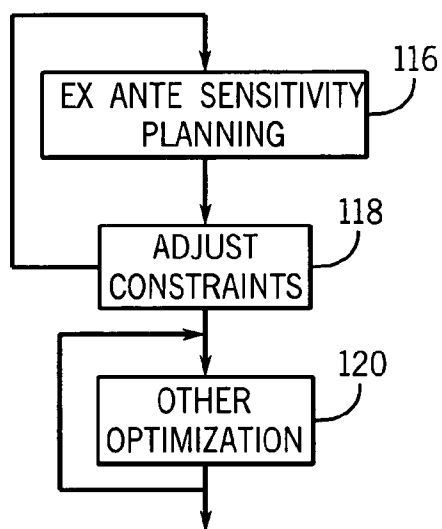 EX ANTE SENSITIVITY
PLANNING
116
ADJUST
CONSTRAINTS
118
OTHER
OPTIMIZATION
120